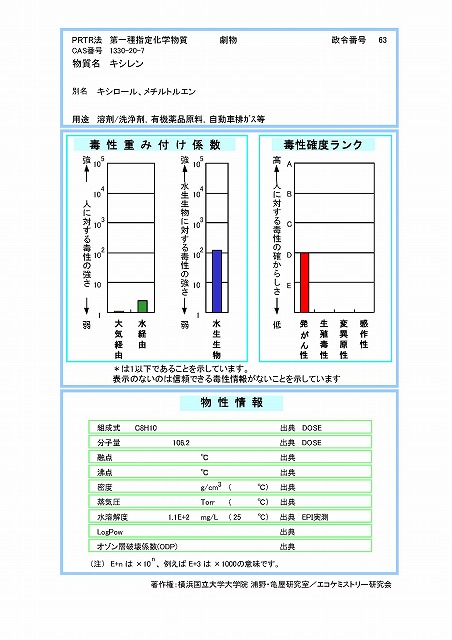 PRTR法 第一種指定化学物質 劇物 政令番号 63
CAS番号 1330-20-7
物質名 キシレン
別名 キシロール、メチルトルエン
用途 溶剤/洗浄剤，有機薬品原料，自動車排ガス等
毒性重み付け係数
強 人に対する毒性の強さ 弱
10^5
10^4
10^3
10^2
10
1
大気経由 水経由
強 水生生物に対する毒性の強さ 弱
10^5
10^4
10^3
10^2
10
1
水生生物
毒性確度ランク
高 人に対する毒性の確からしさ 低
A
B
C
D
E
発がん性 生殖毒性 変異原性 感作性
＊は1以下であることを示しています。
表示のないのは信頼できる毒性情報がないことを示しています
物性情報
組成式 C8H10 出典 DOSE
分子量 106.2 出典 DOSE
融点 ℃ 出典
沸点 ℃ 出典
密度 g/cm3 ( ℃) 出典
蒸気圧 Torr ( ℃) 出典
水溶解度 1.1E+2 mg/L (25 ℃) 出典 EPI実測
LogPow 出典
オゾン層破壊係数(ODP) 出典
（注） E+n は ×10^n、例えば E+3 は ×1000の意味です。
著作権：横浜国立大学大学院 浦野・亀屋研究室／エコケミストリー研究会